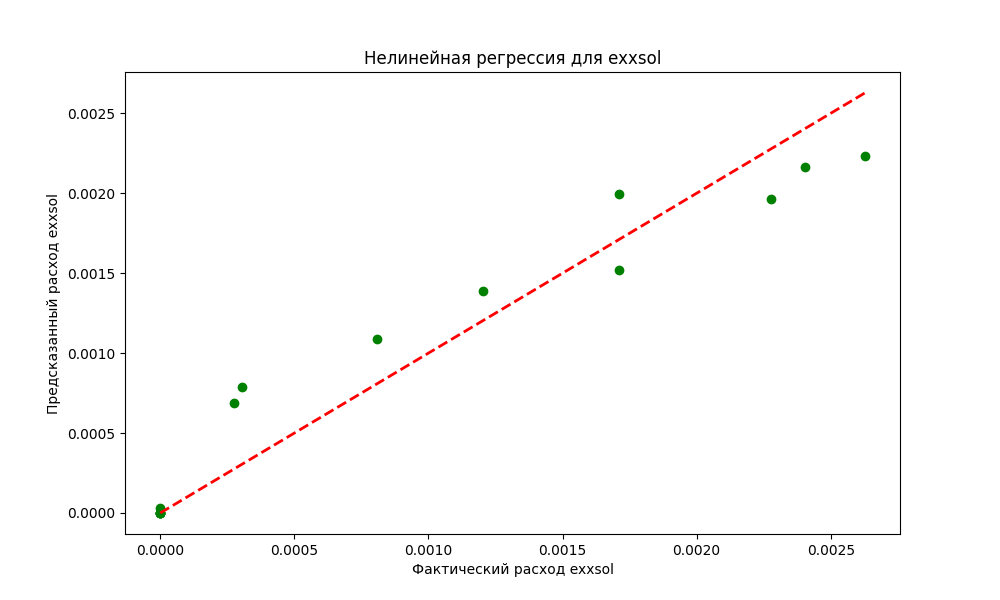 Нелинейная регрессия для exxsol
0.0025
0.0020
0.0015
0.0010
0.0005
0.0000
Предсказанный расход exxsol
0.0000 0.0005 0.0010 0.0015 0.0020 0.0025
Фактический расход exxsol